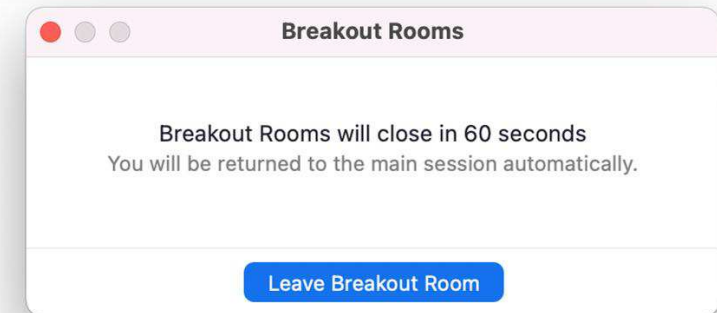 Breakout Rooms
Breakout Rooms will close in 60 seconds
You will be returned to the main session automatically.
Leave Breakout Room